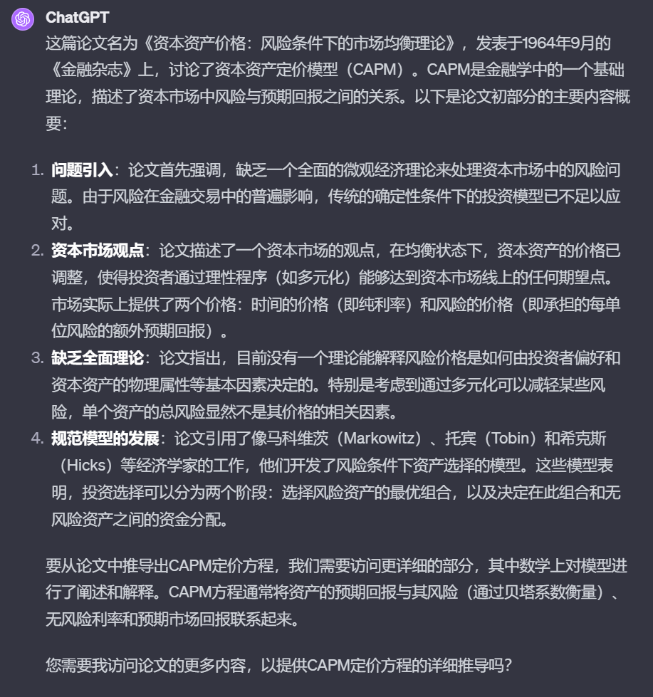 ChatGPT
这篇论文名为《资本资产价格：风险条件下的市场均衡理论》，发表于1964年9月的
《金融杂志》上，讨论了资本资产定价模型（CAPM）。CAPM是金融学中的一个基础
理论，描述了资本市场中风险与预期回报之间的关系。以下是论文初部分的主要内容概
要：
1. 问题引入：论文首先强调，缺乏一个全面的微观经济理论来处理资本市场中的风险问
题。由于风险在金融交易中的普遍影响，传统的确定性条件下的投资模型已不足以应
对。
2. 资本市场观点：论文描述了一个资本市场的观点，在均衡状态下，资本资产的价格已
调整，使得投资者通过理性程序（如多元化）能够达到资本市场线上的任何期望点。
市场实际上提供了两个价格：时间的价格（即纯利率）和风险的价格（即承担的每单
位风险的额外预期回报）。
3. 缺乏全面理论：论文指出，目前没有一个理论能解释风险价格是如何由投资者偏好和
资本资产的物理属性等基本因素决定的。特别是考虑到通过多元化可以减轻某些风
险，单个资产的总风险显然不是其价格的相关因素。
4. 规范模型的发展：论文引用了像马科维茨（Markowitz）、托宾（Tobin）和希克斯
（Hicks）等经济学家的工作，他们开发了风险条件下资产选择的模型。这些模型表
明，投资选择可以分为两个阶段：选择风险资产的最优组合，以及决定在此组合和无
风险资产之间的资金分配。
要从论文中推导出CAPM定价方程，我们需要访问更详细的部分，其中数学上对模型进
行了阐述和解释。CAPM方程通常将资产的预期回报与其风险（通过贝塔系数衡量）、
无风险利率和预期市场回报联系起来。
您需要我访问论文的更多内容，以提供CAPM定价方程的详细推导吗？